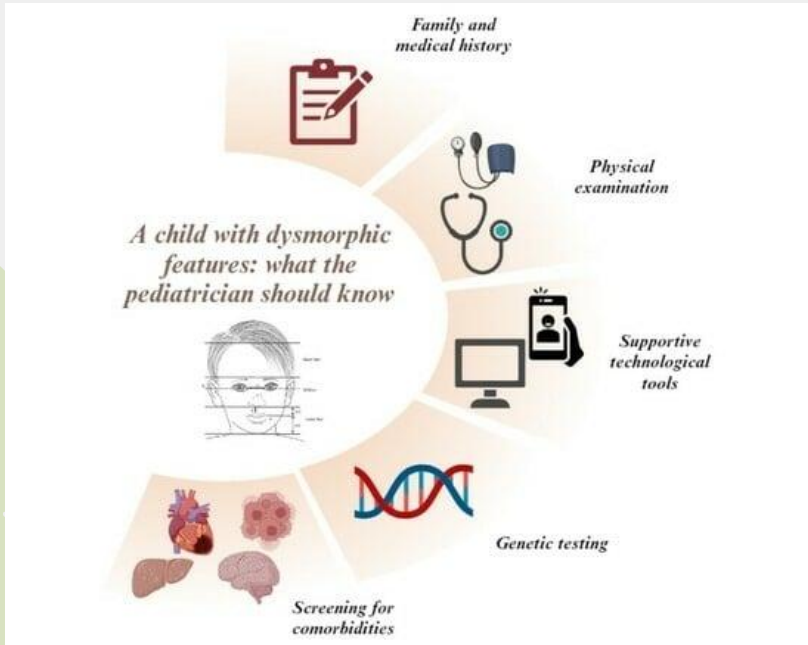 Family and
medical history
Physical
examination
A child with dysmorphic
features: what the
pediatrician should know
Supportive
technological
tools
Genetic testing
Screening for
comorbidities